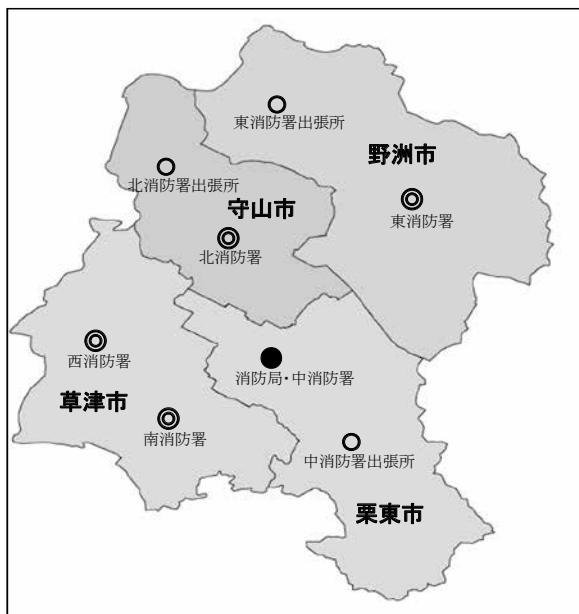 東消防署出張所
野洲市
北消防署出張所
守山市
東消防署
北消防署
西消防署
消防局・中消防署
草津市
南消防署
中消防署出張所
栗東市